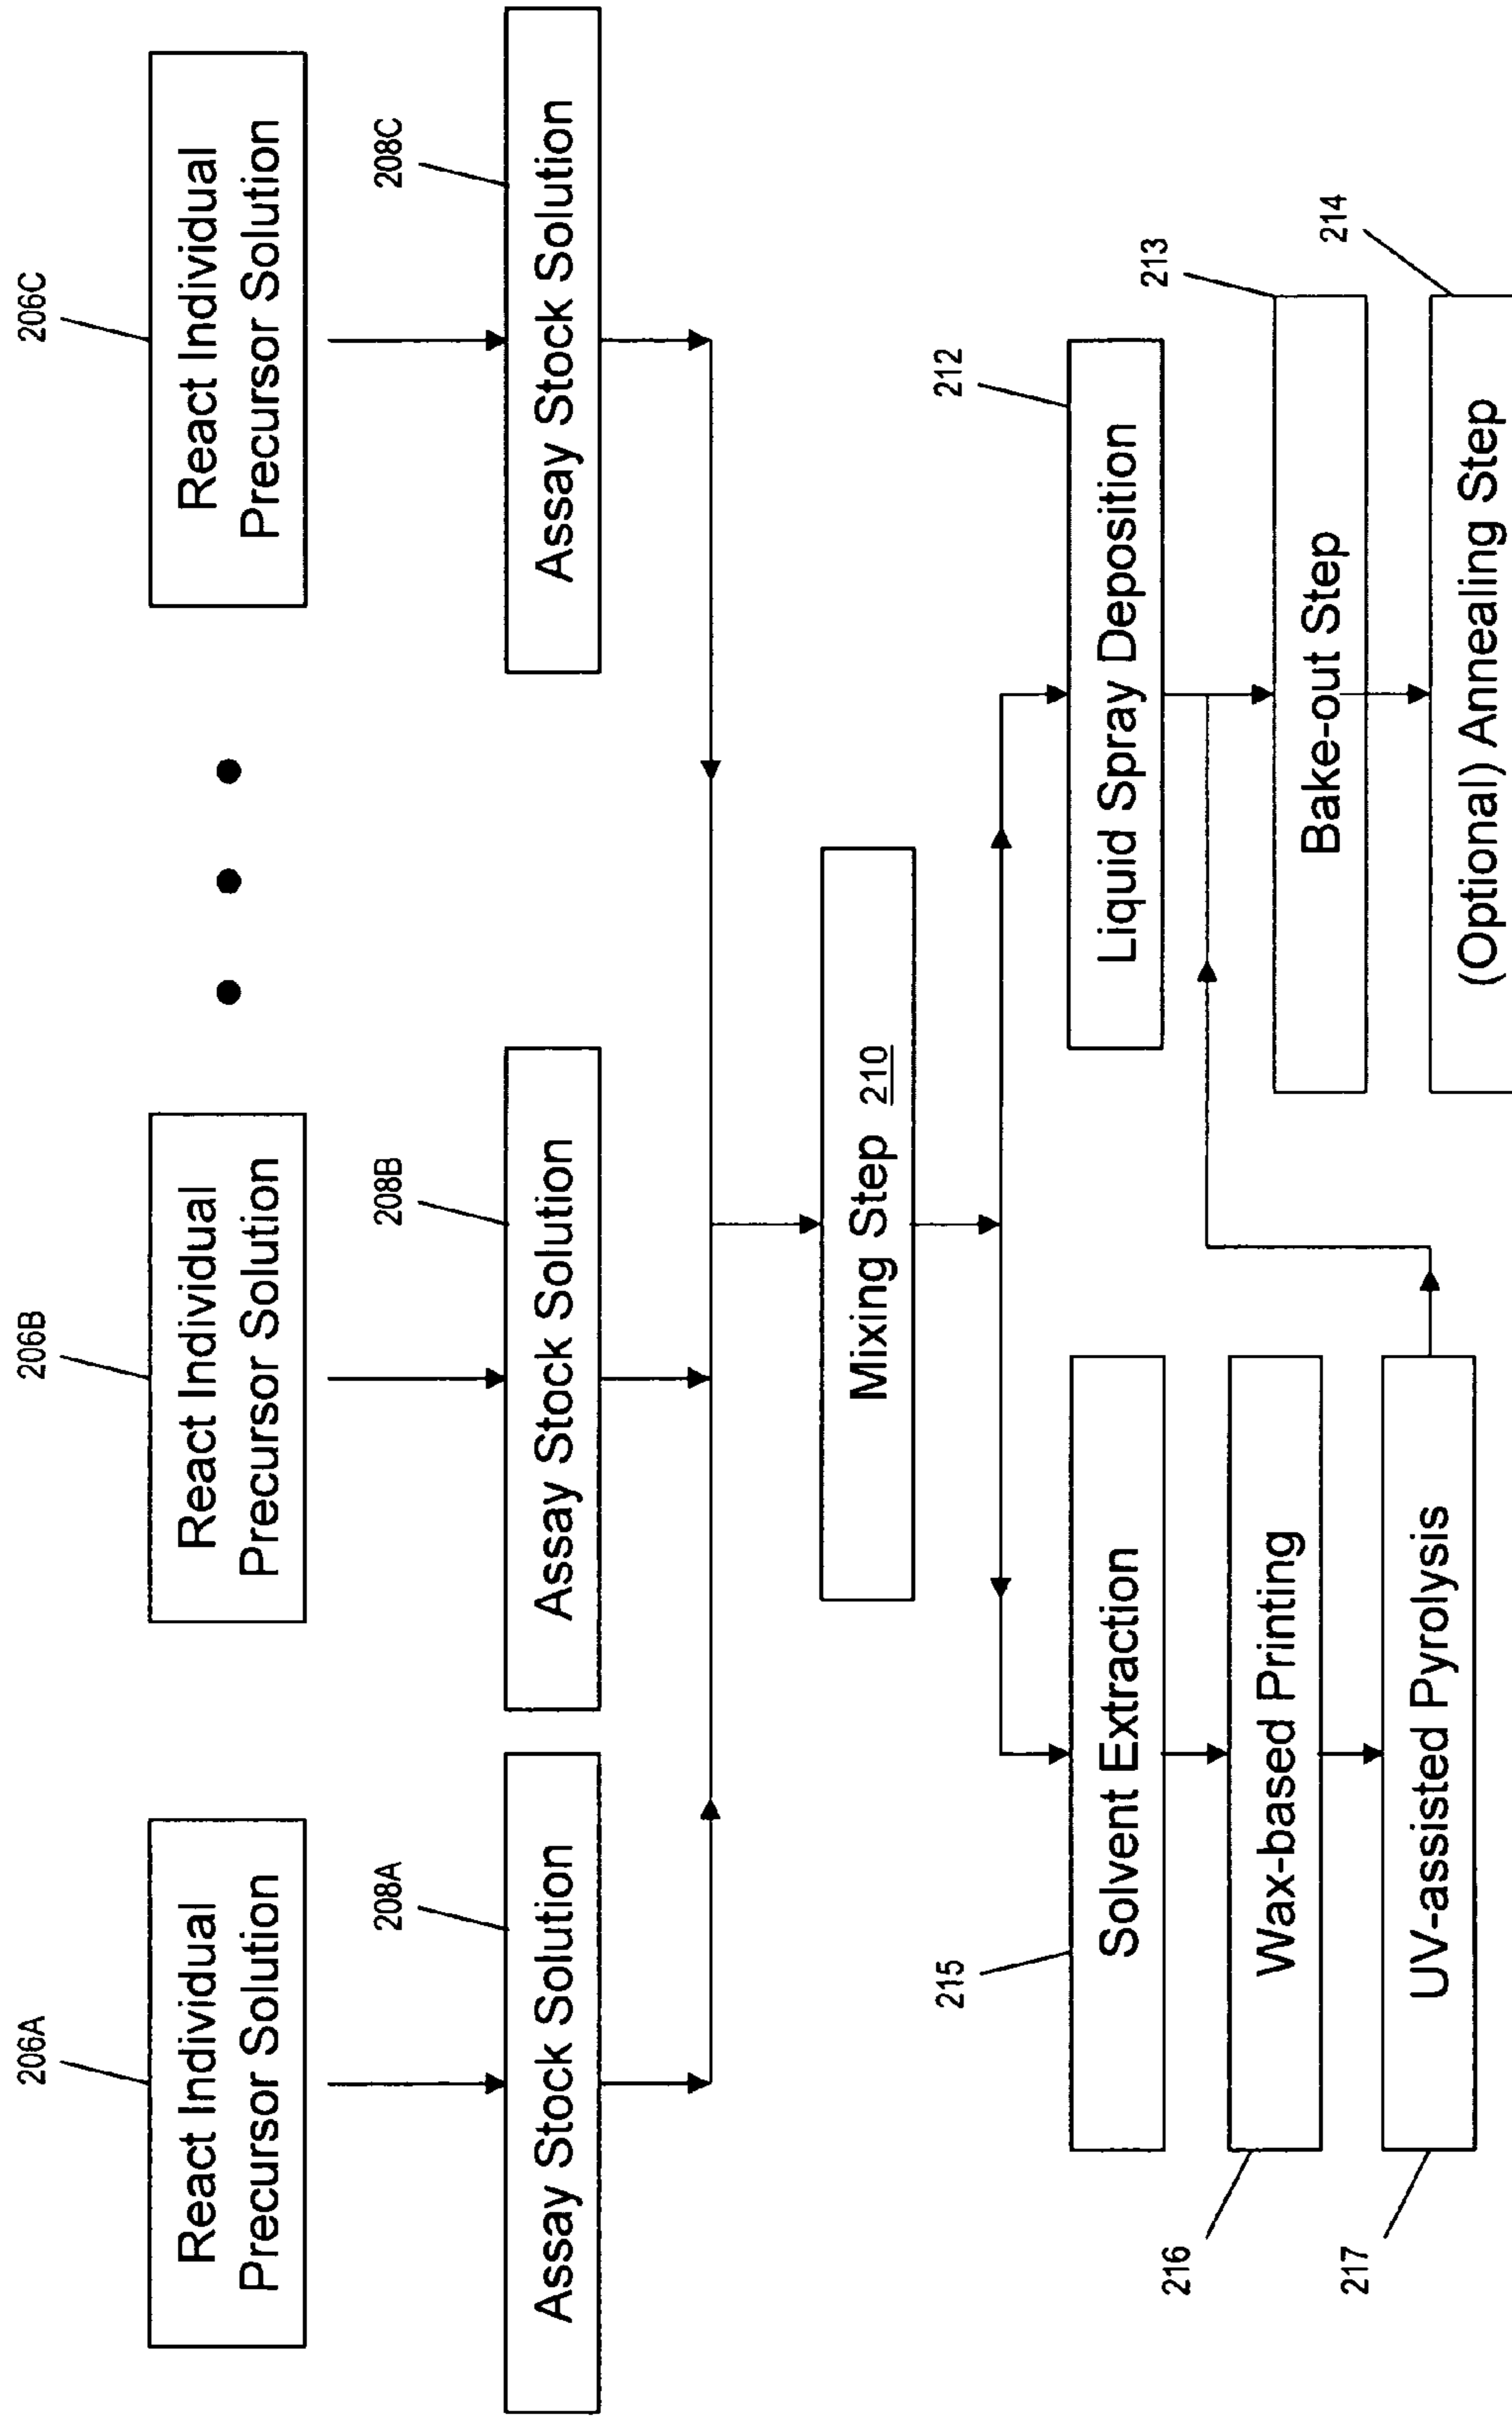 206A
206B
206C
React Individual
Precursor Solution
React Individual
Precursor Solution
React Individual
Precursor Solution
208A
208B
208C
Assay Stock Solution
Assay Stock Solution
Assay Stock Solution
Mixing Step 210
215
Solvent Extraction
212
Liquid Spray Deposition
216
Wax-based Printing
213
Bake-out Step
217
UV-assisted Pyrolysis
214
(Optional) Annealing Step